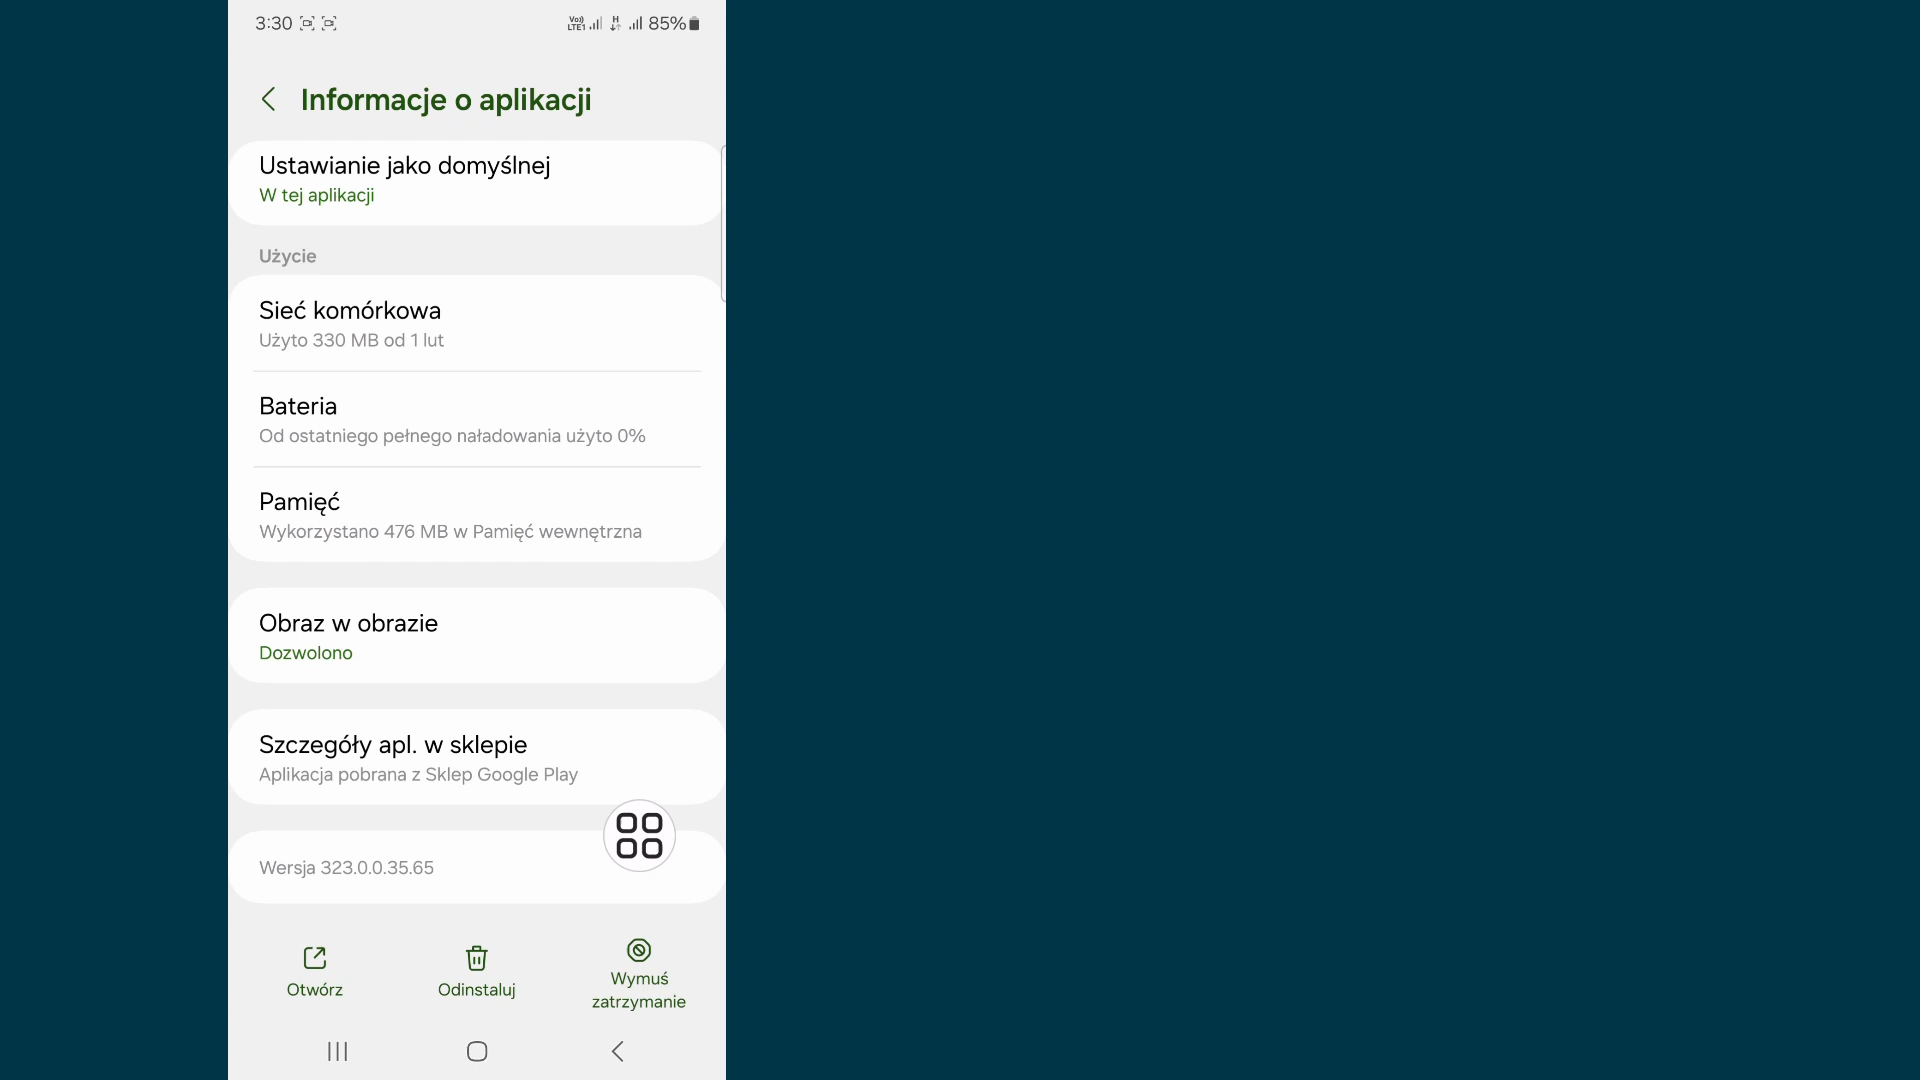 3:30
Vo)) LTE1 H 85%
Informacje o aplikacji
Ustawianie jako domyślnej
W tej aplikacji
Użycie
Sieć komórkowa
Użyto 330 MB od 1 lut
Bateria
Od ostatniego pełnego naładowania użyto 0%
Pamięć
Wykorzystano 476 MB w Pamięć wewnętrzna
Obraz w obrazie
Dozwolono
Szczegóły apl. w sklepie
Aplikacja pobrana z Sklep Google Play
Wersja 323.0.0.35.65
Otwórz
Odinstaluj
Wymuś
zatrzymanie